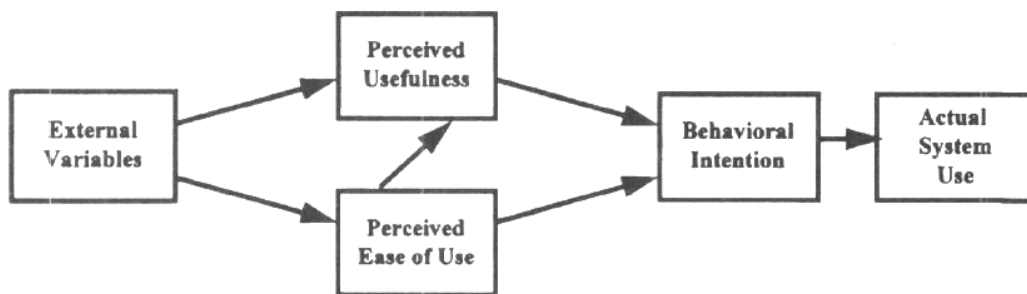 Perceived
Usefulness
External
Variables
Behavioral
Intention
Actual
System
Use
Perceived
Ease of Use